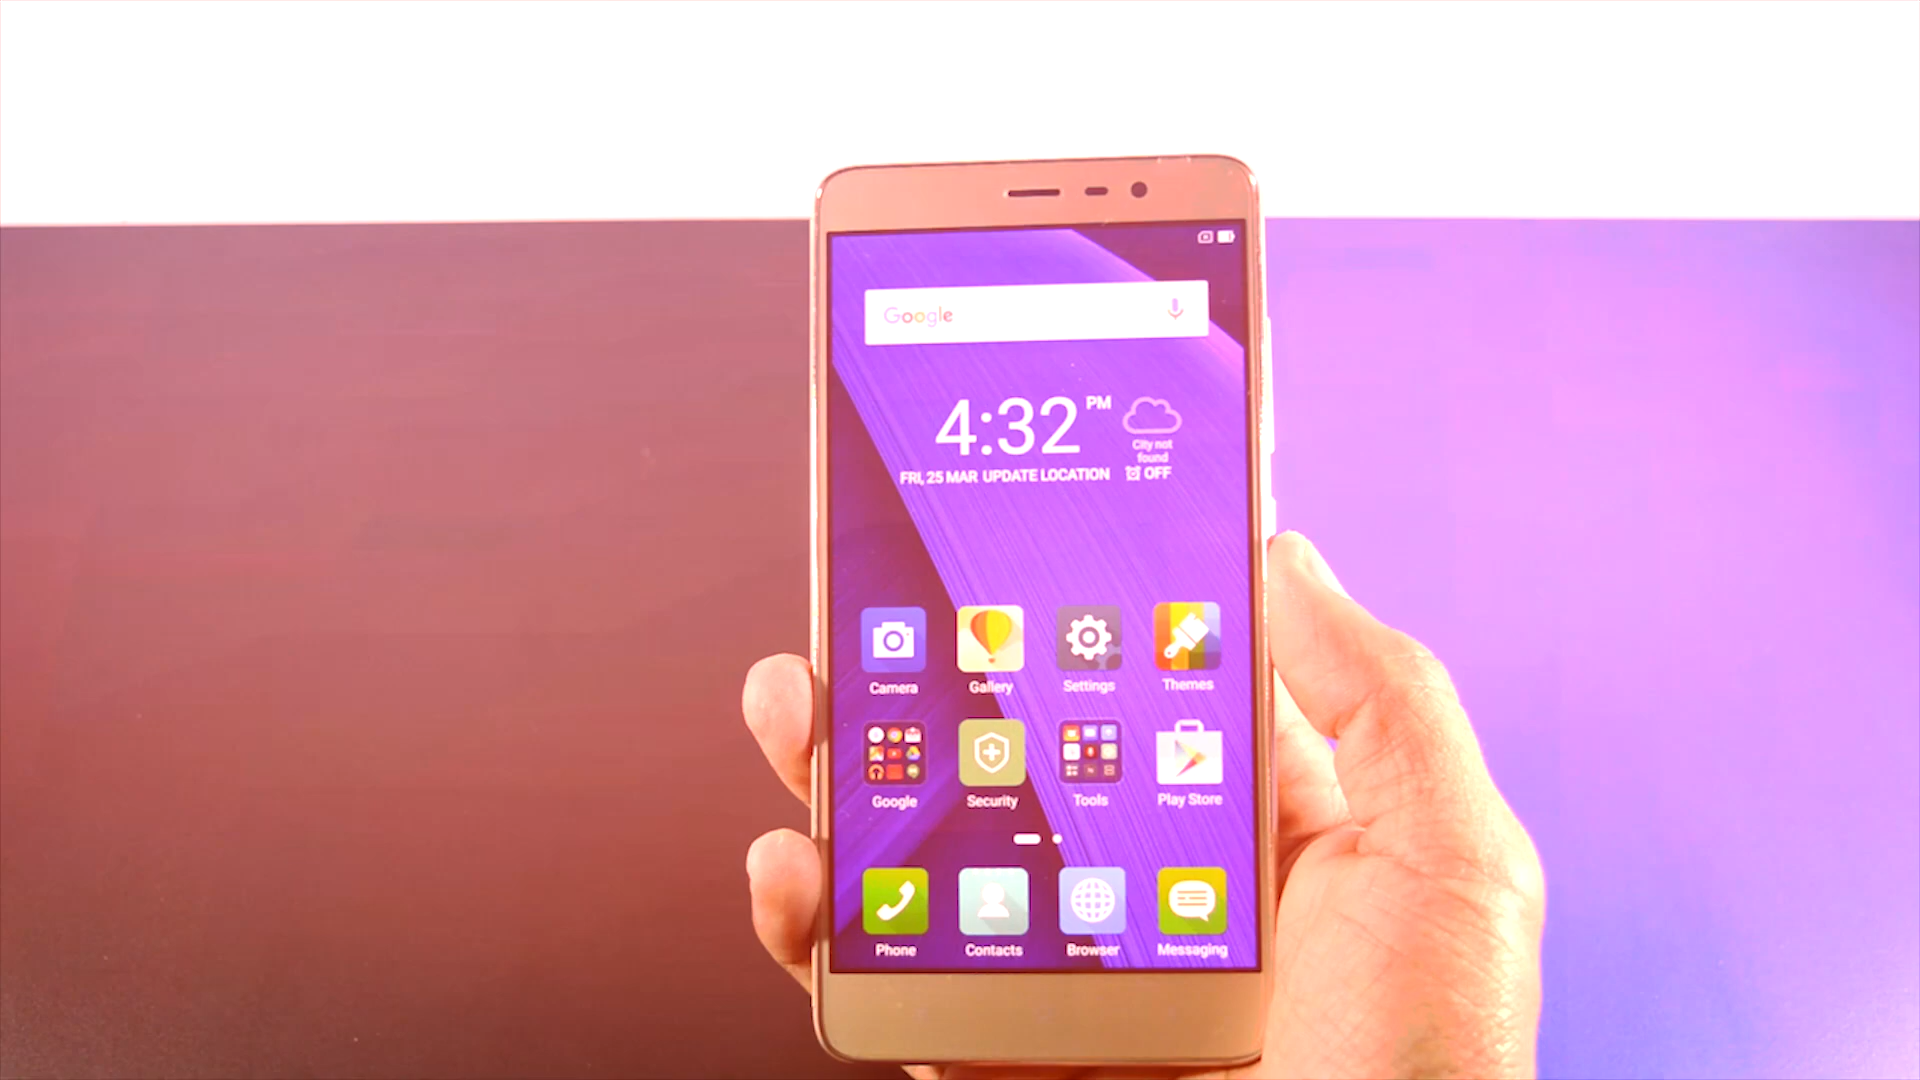 Google
4:32 PM
City not
found
FRI, 25 MAR UPDATE LOCATION
OFF
Camera Gallery Settings Themes
Google Security Tools Play Store
Phone Contacts Browser Messaging